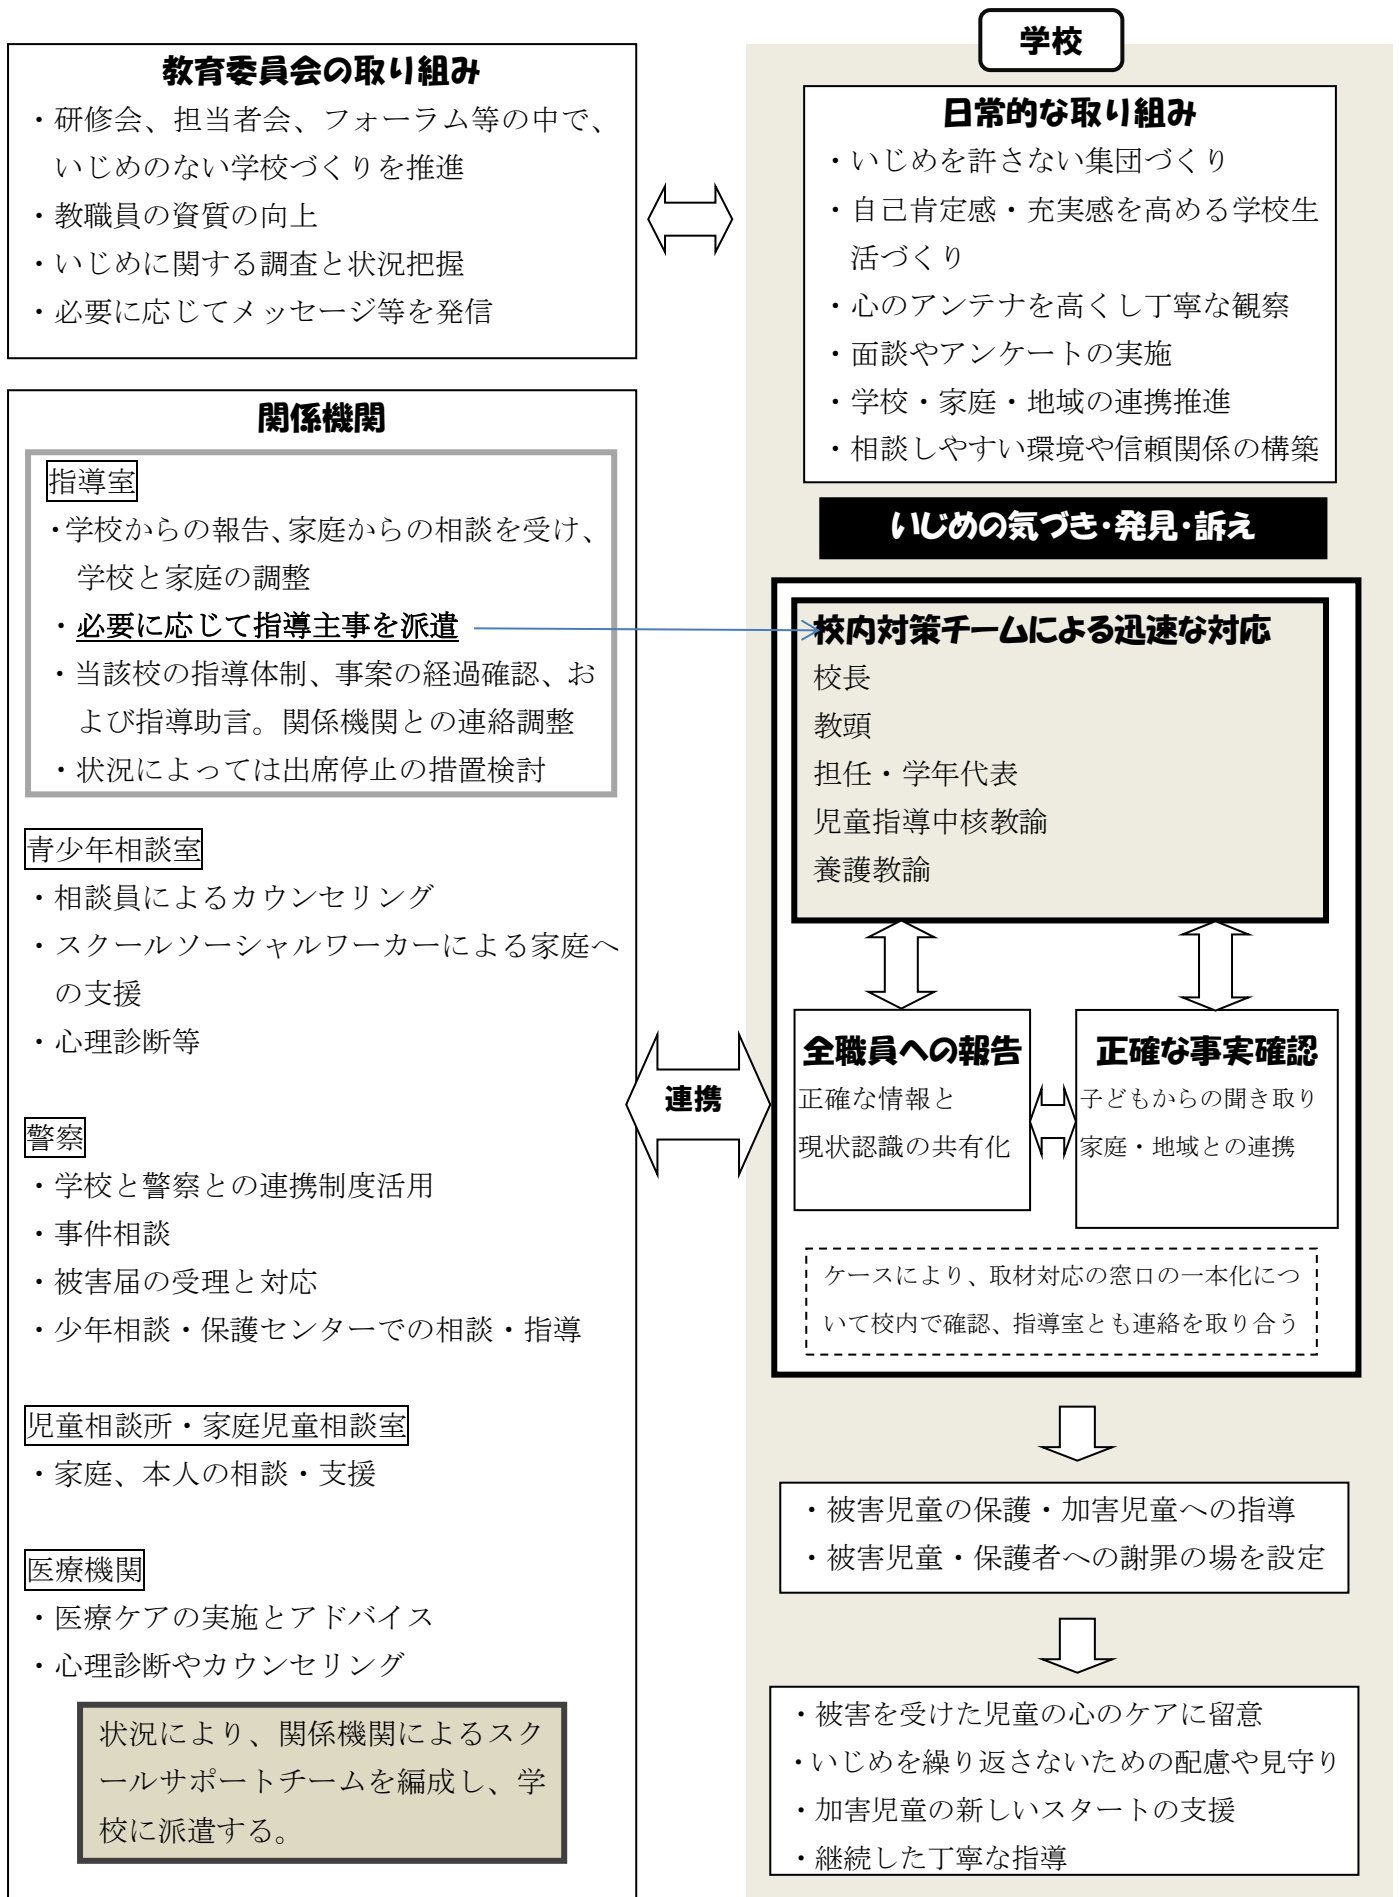 教育委員会の取り組み
・研修会、担当者会、フォーラム等の中で、
いじめのない学校づくりを推進
・教職員の資質の向上
・いじめに関する調査と状況把握
・必要に応じてメッセージ等を発信
関係機関
指導室
・学校からの報告、家庭からの相談を受け、
学校と家庭の調整
・必要に応じて指導主事を派遣
・当該校の指導体制、事案の経過確認、お
よび指導助言。関係機関との連絡調整
・状況によっては出席停止の措置検討
青少年相談室
・相談員によるカウンセリング
・スクールソーシャルワーカーによる家庭へ
の支援
・心理診断等
警察
・学校と警察との連携制度活用
・事件相談
・被害届の受理と対応
・少年相談・保護センターでの相談・指導
児童相談所・家庭児童相談室
・家庭、本人の相談・支援
医療機関
・医療ケアの実施とアドバイス
・心理診断やカウンセリング
状況により、関係機関によるスク
ールサポートチームを編成し、学
校に派遣する。
連携
学校
日常的な取り組み
・いじめを許さない集団づくり
・自己肯定感・充実感を高める学校生
活づくり
・心のアンテナを高くし丁寧な観察
・面談やアンケートの実施
・学校・家庭・地域の連携推進
・相談しやすい環境や信頼関係の構築
いじめの気づき・発見・訴え
校内対策チームによる迅速な対応
校長
教頭
担任・学年代表
児童指導中核教諭
養護教諭
全職員への報告
正確な情報と
現状認識の共有化
正確な事実確認
子どもからの聞き取り
家庭・地域との連携
ケースにより、取材対応の窓口の一本化につ
いて校内で確認、指導室とも連絡を取り合う
・被害児童の保護・加害児童への指導
・被害児童・保護者への謝罪の場を設定
・被害を受けた児童の心のケアに留意
・いじめを繰り返さないための配慮や見守り
・加害児童の新しいスタートの支援
・継続した丁寧な指導